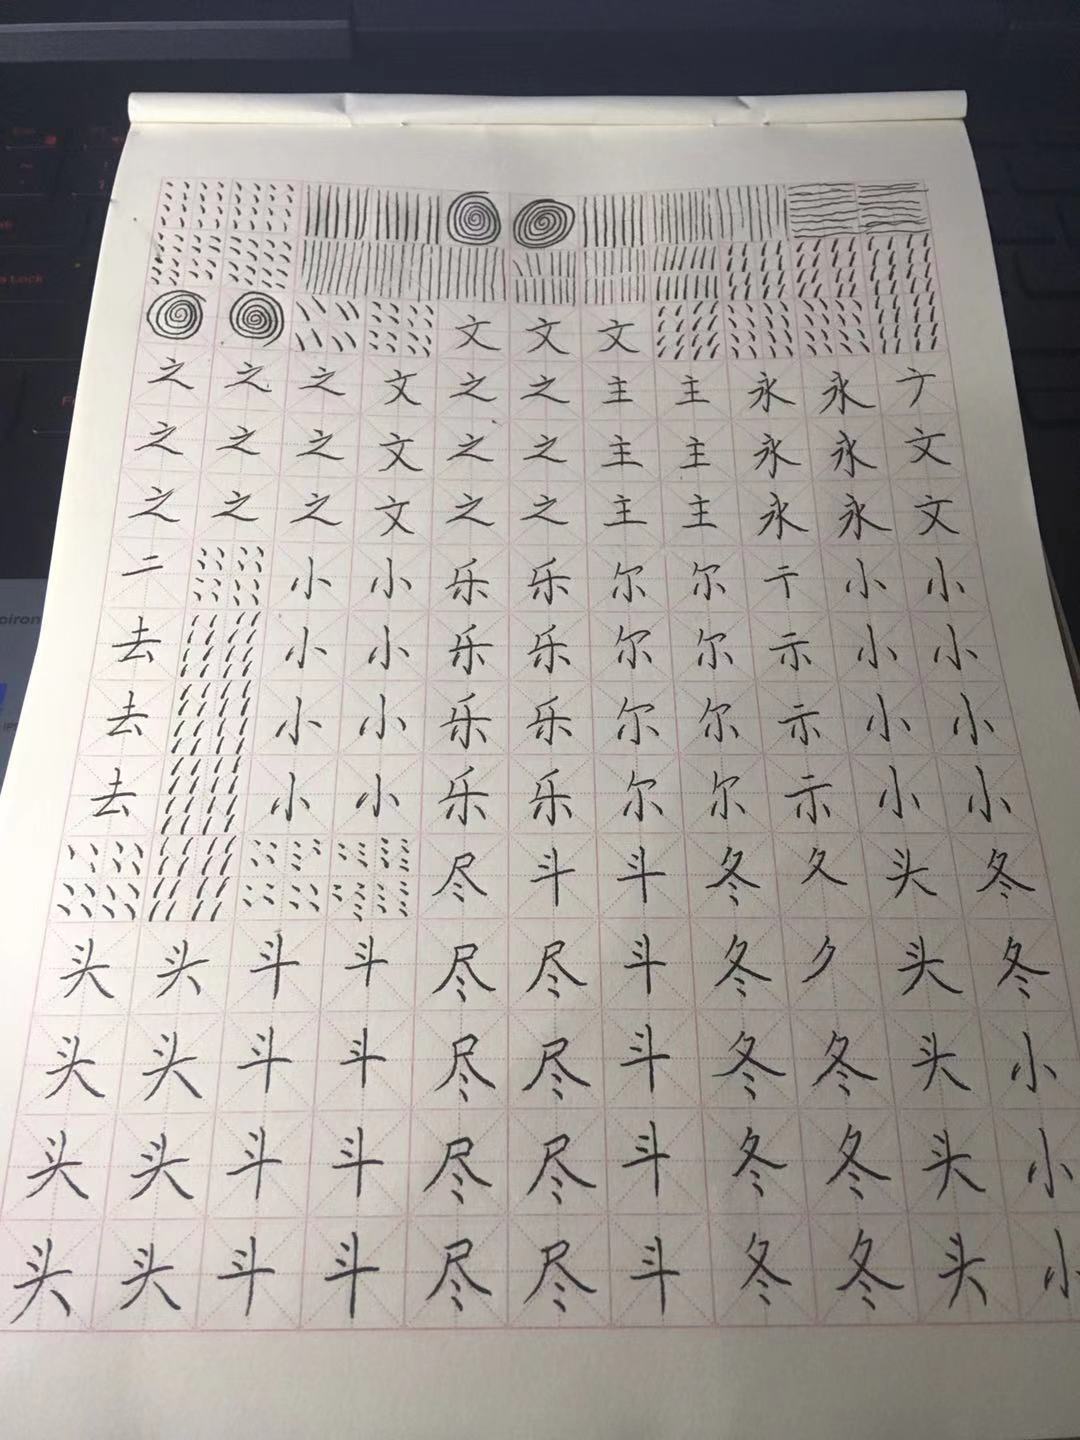 文 文 文
之 之 之 文 之 之 主 主 永 永 亠
之 之 之 文 之 之 主 主 永 永 文
之 之 之 文 之 之 主 主 永 永 文
二 小 小 乐 乐 尔 尔 小 小
去 小 小 乐 乐 尔 尔 示 小 小
去 小 小 乐 乐 尔 尔 示 小 小
去 小 小 乐 乐 尔 尔 示 小 小
尽 斗 斗 冬 夂 头 冬
头 头 斗 斗 尽 尽 斗 冬 头 冬
头 头 斗 斗 尽 尽 斗 冬 冬 头 小
头 头 斗 斗 尽 尽 斗 冬 冬 头 小
头 头 斗 斗 尽 尽 斗 冬 冬 头 小